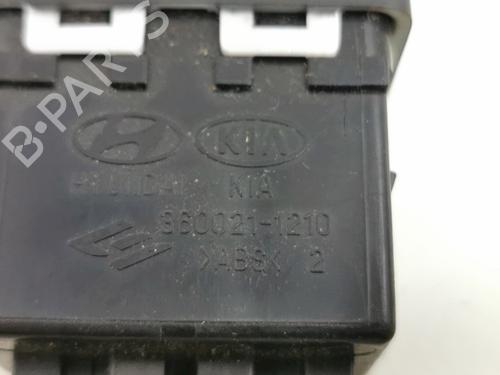 B-PARTS
KIA
HYUNDAI KIA
960021-1210
>ABS< 2